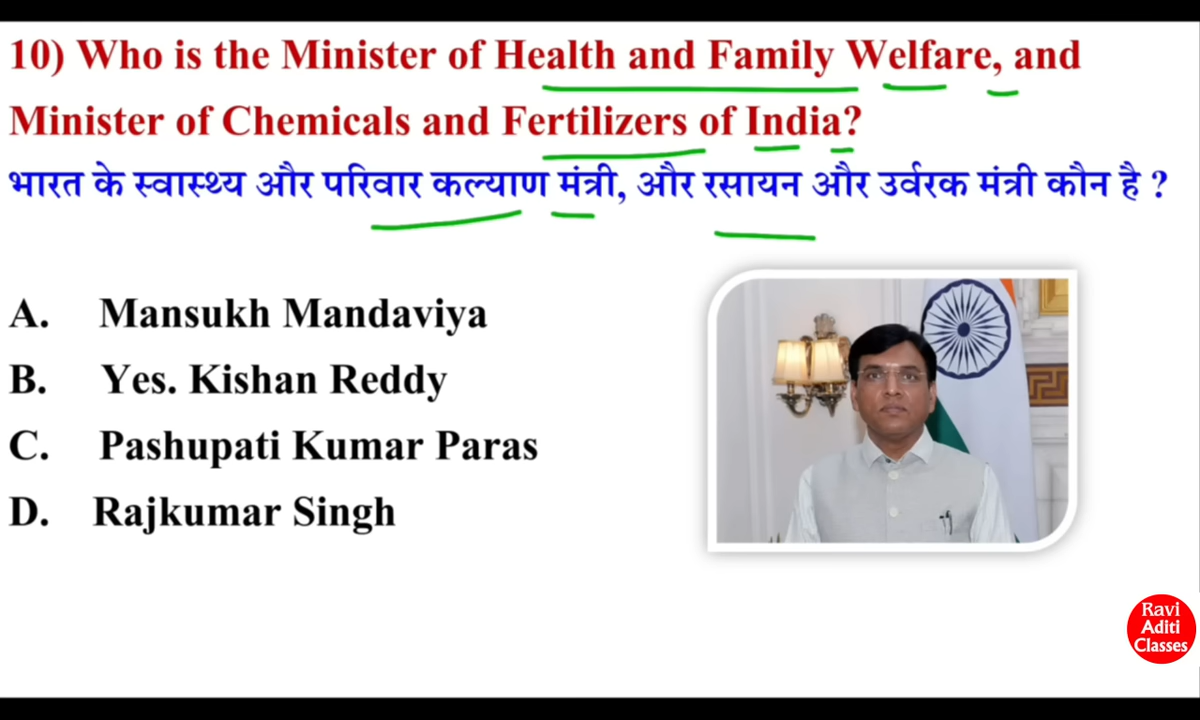 10) Who is the Minister of Health and Family Welfare, and
Minister of Chemicals and Fertilizers of India?
भारत के स्वास्थ्य और परिवार कल्याण मंत्री, और रसायन और उर्वरक मंत्री कौन है ?
A. Mansukh Mandaviya
B. Yes. Kishan Reddy
C. Pashupati Kumar Paras
D. Rajkumar Singh
Ravi
Aditi
Classes